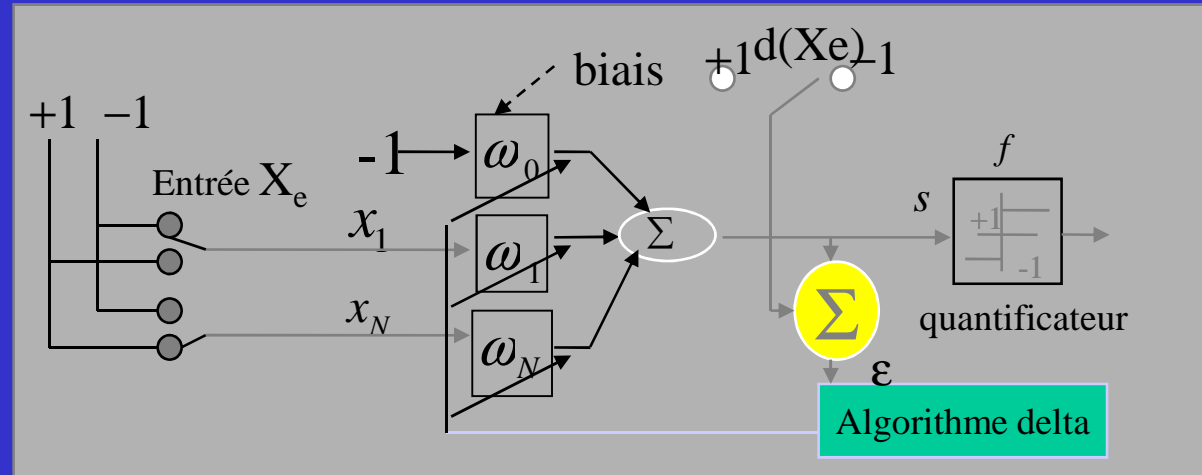 biais
+1 d(Xe) −1
+1 −1
-1
ω0
f
Entrée Xe
x1
ω1
Σ
s
+1
-1
xN
ωN
Σ
quantificateur
ε
Algorithme delta